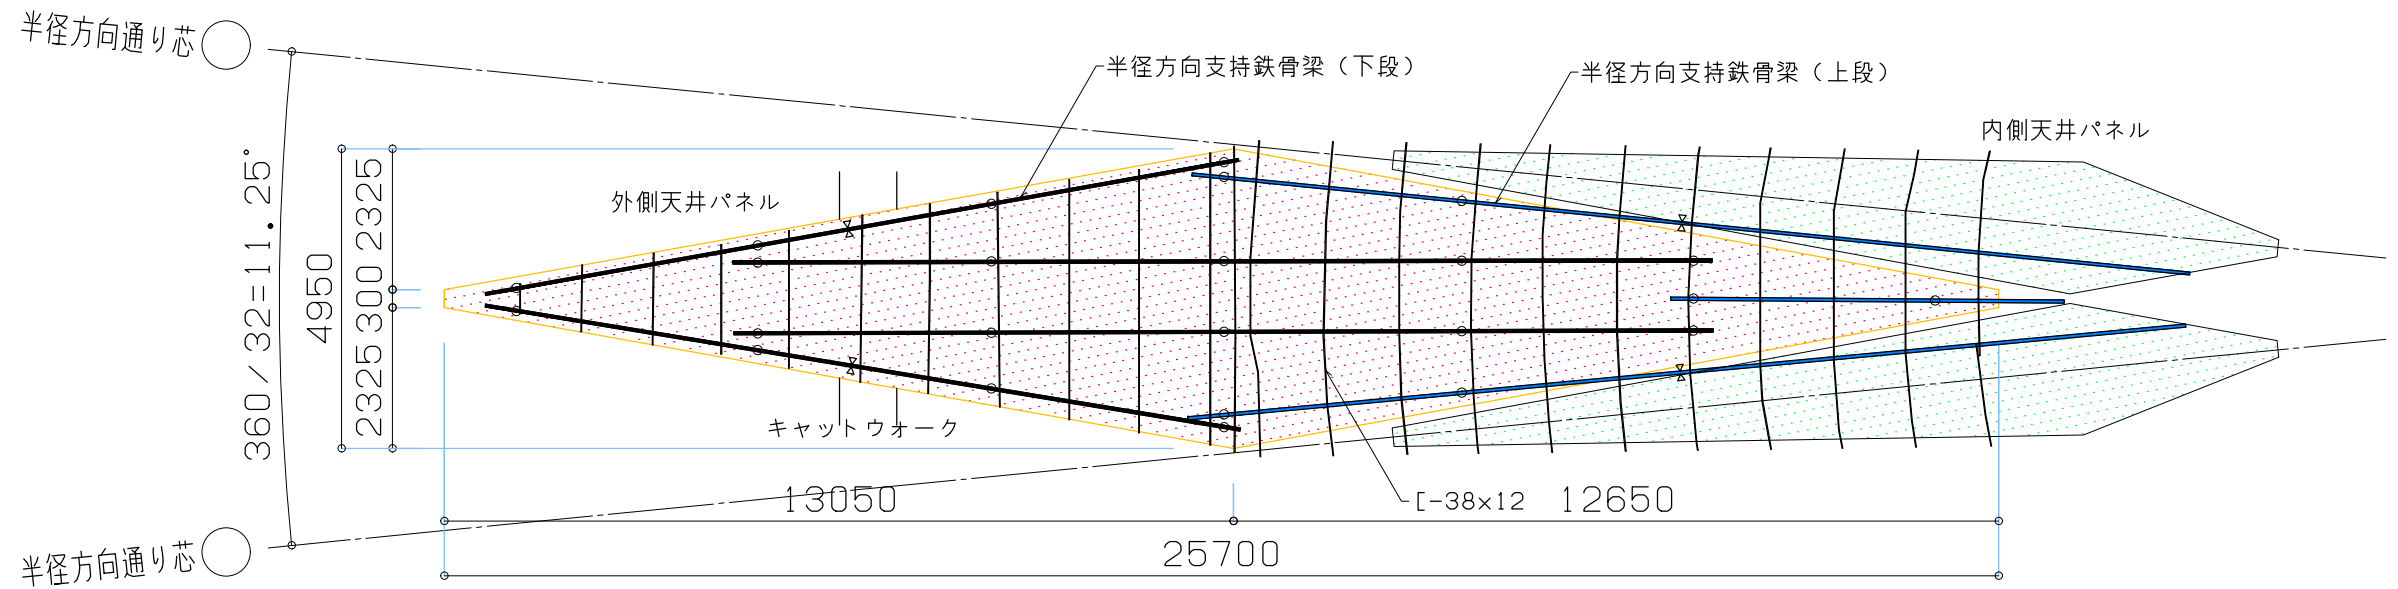 半径方向通り芯
半径方向支持鉄骨梁（下段）
半径方向支持鉄骨梁（上段）
内側天井パネル
外側天井パネル
360/32=11.25°
4950
2325
300
2325
キャットウォーク
13050
[-38×12
12650
25700
半径方向通り芯